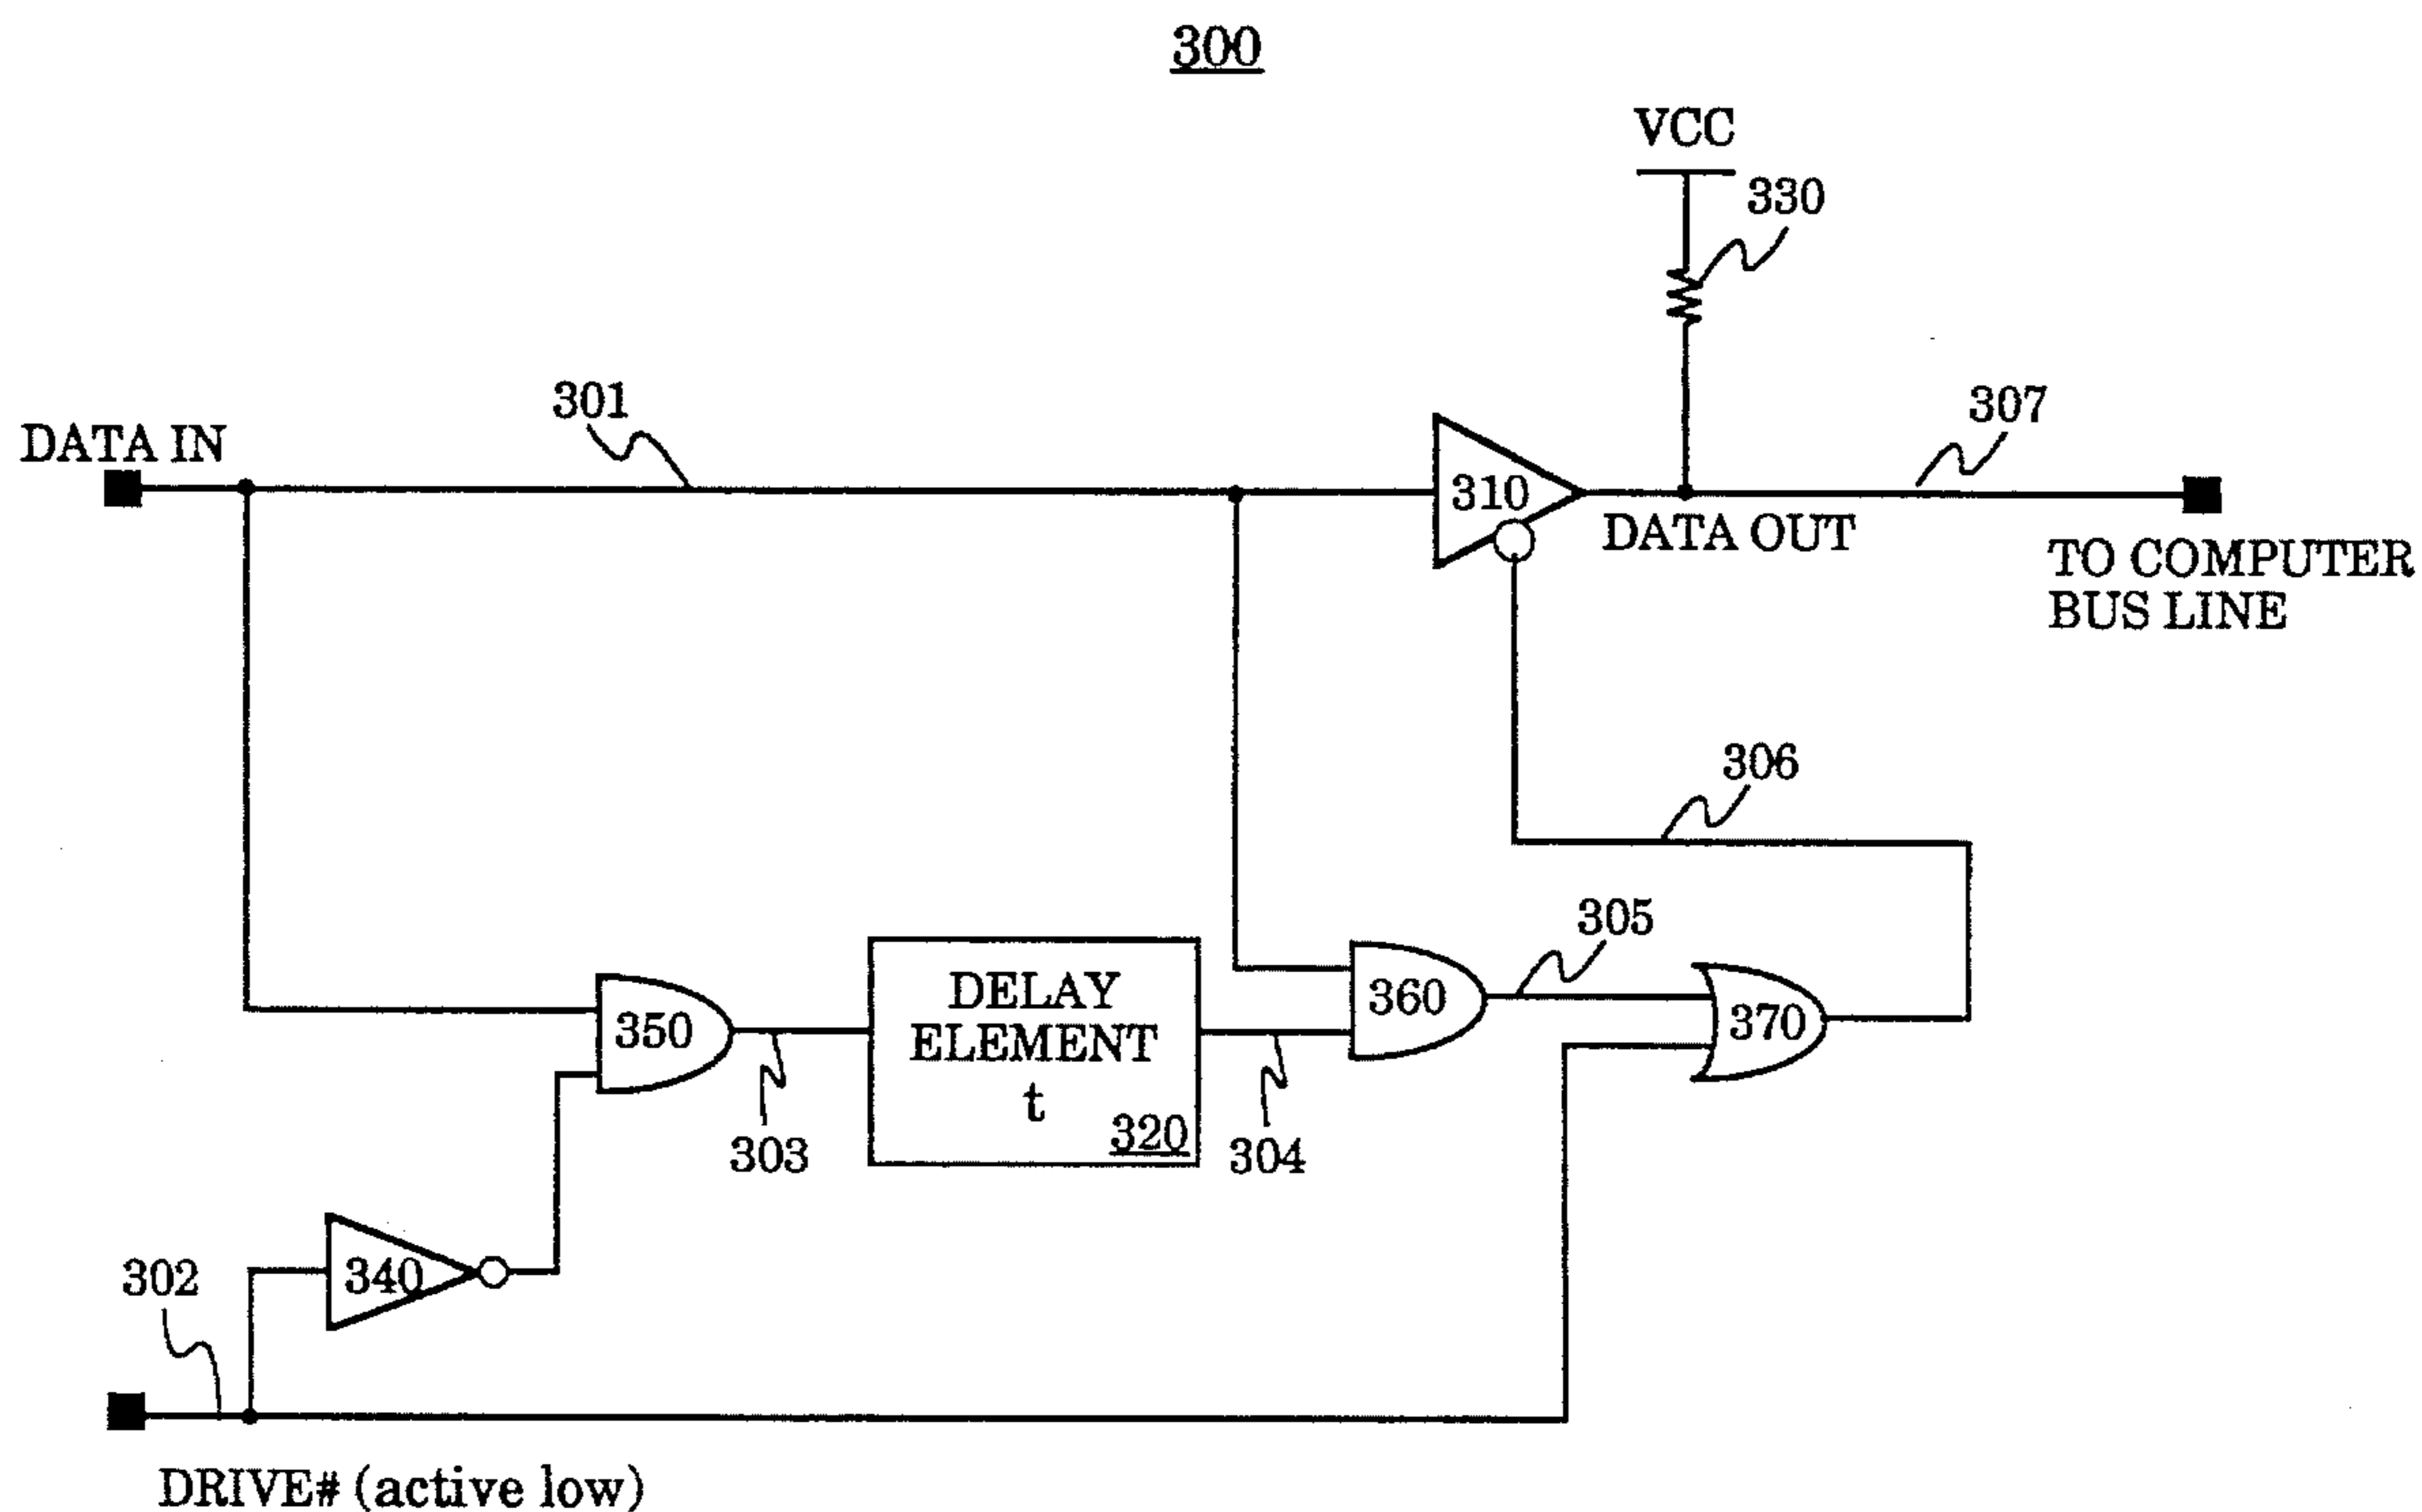 300
VCC
330
301
307
DATA IN
310
DATA OUT
TO COMPUTER
BUS LINE
306
305
DELAY
ELEMENT
t
320
350
360
370
303
304
340
302
DRIVE# (active low)